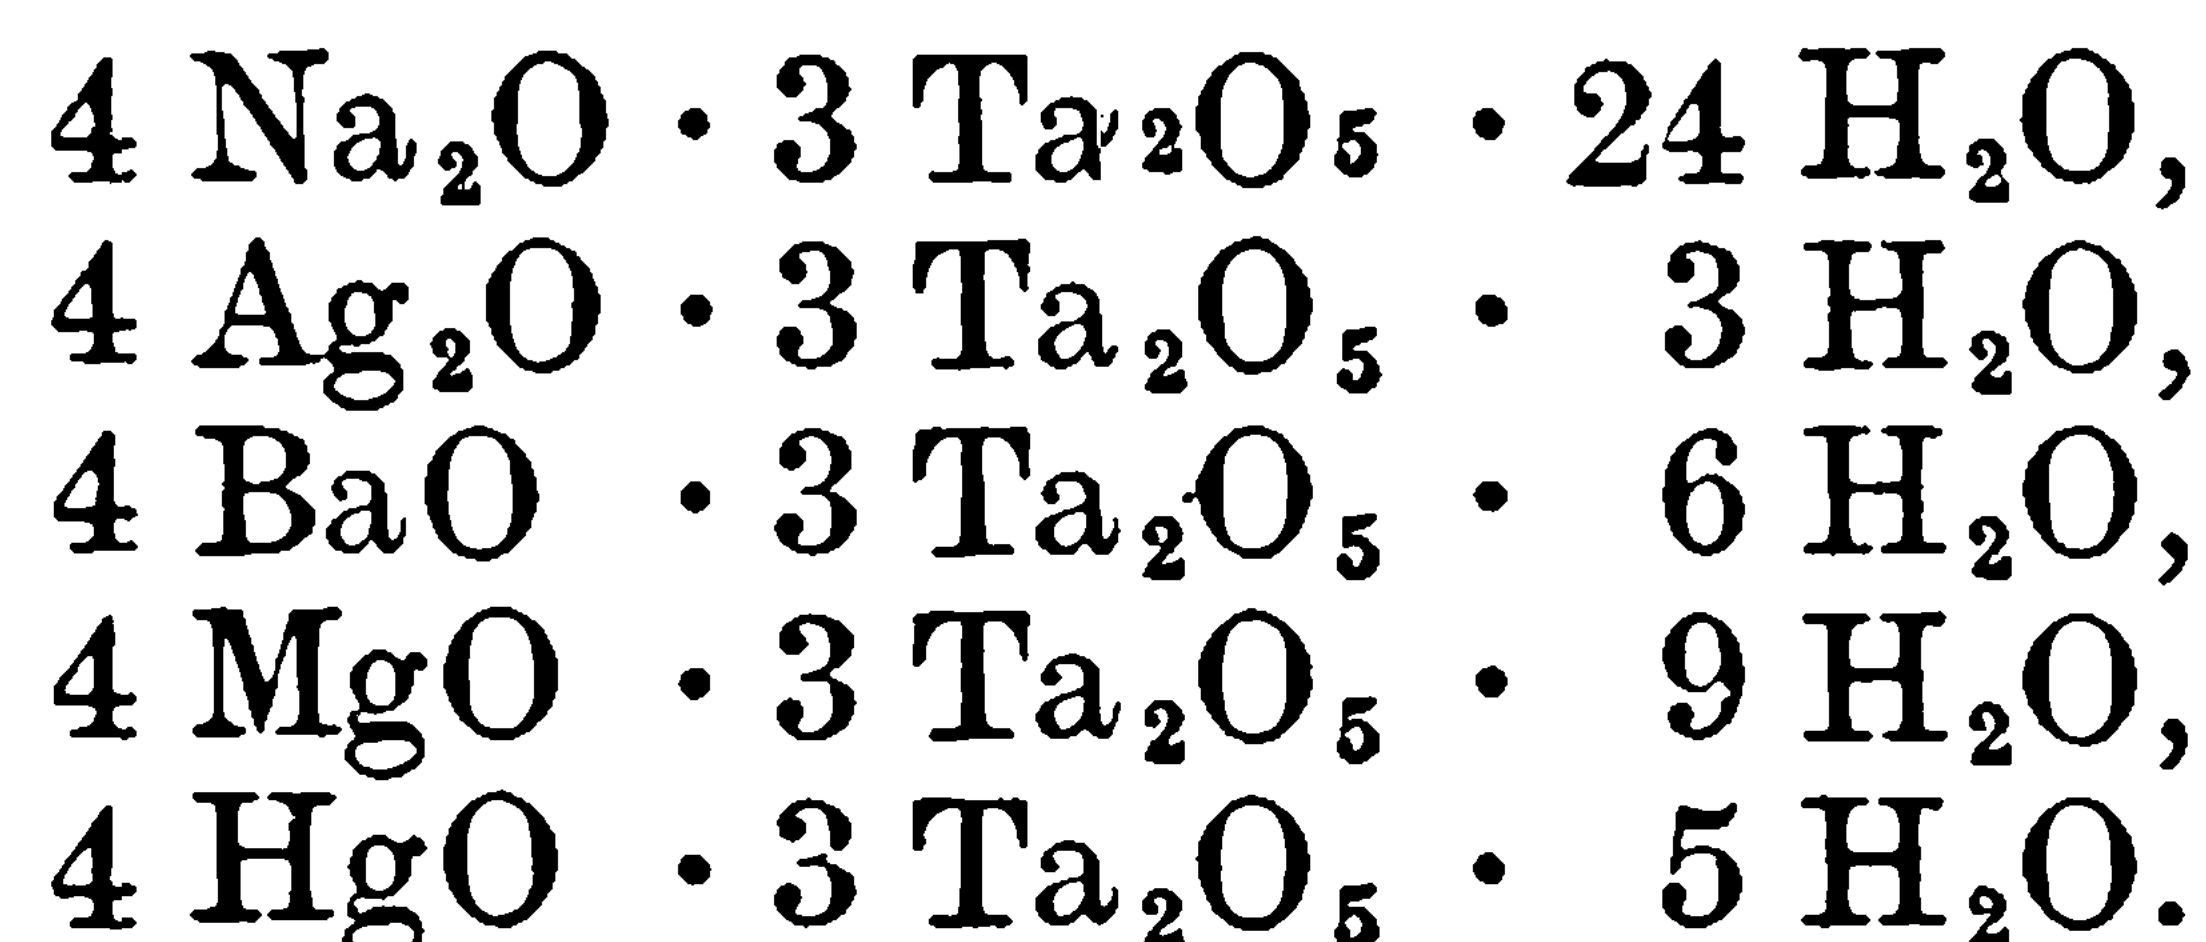 4 Na₂O · 3 Ta₂O₅ · 24 H₂O,
4 Ag₂O · 3 Ta₂O₅ · 3 H₂O,
4 BaO · 3 Ta₂O₅ · 6 H₂O,
4 MgO · 3 Ta₂O₅ · 9 H₂O,
4 HgO · 3 Ta₂O₅ · 5 H₂O.